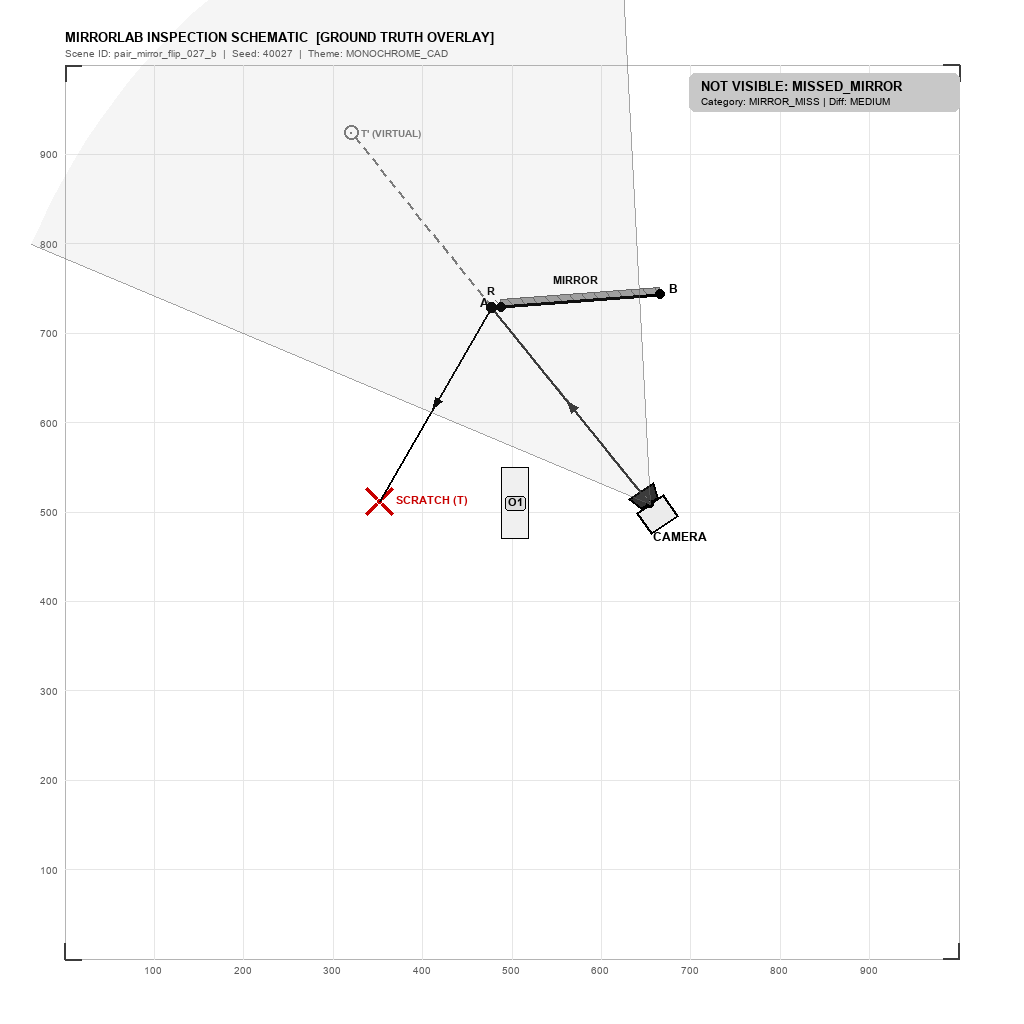 MIRRORLAB INSPECTION SCHEMATIC [GROUND TRUTH OVERLAY]
Scene ID: pair_mirror_flip_027_b | Seed: 40027 | Theme: MONOCHROME_CAD
NOT VISIBLE: MISSED_MIRROR
Category: MIRROR_MISS | Diff: MEDIUM
T' (VIRTUAL)
900
800
MIRROR
B
R
A
700
600
SCRATCH (T)
O1
500
CAMERA
400
300
200
100
100 200 300 400 500 600 700 800 900